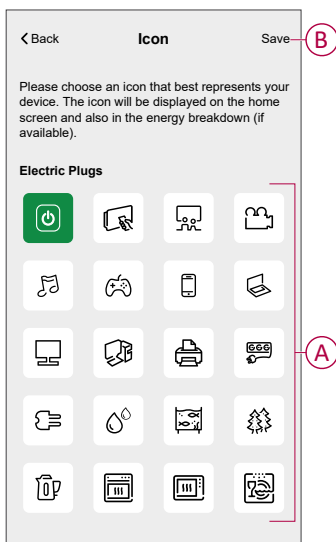 Back Icon Save B
Please choose an icon that best represents your
device. The icon will be displayed on the home
screen and also in the energy breakdown (if
available).
Electric Plugs
A